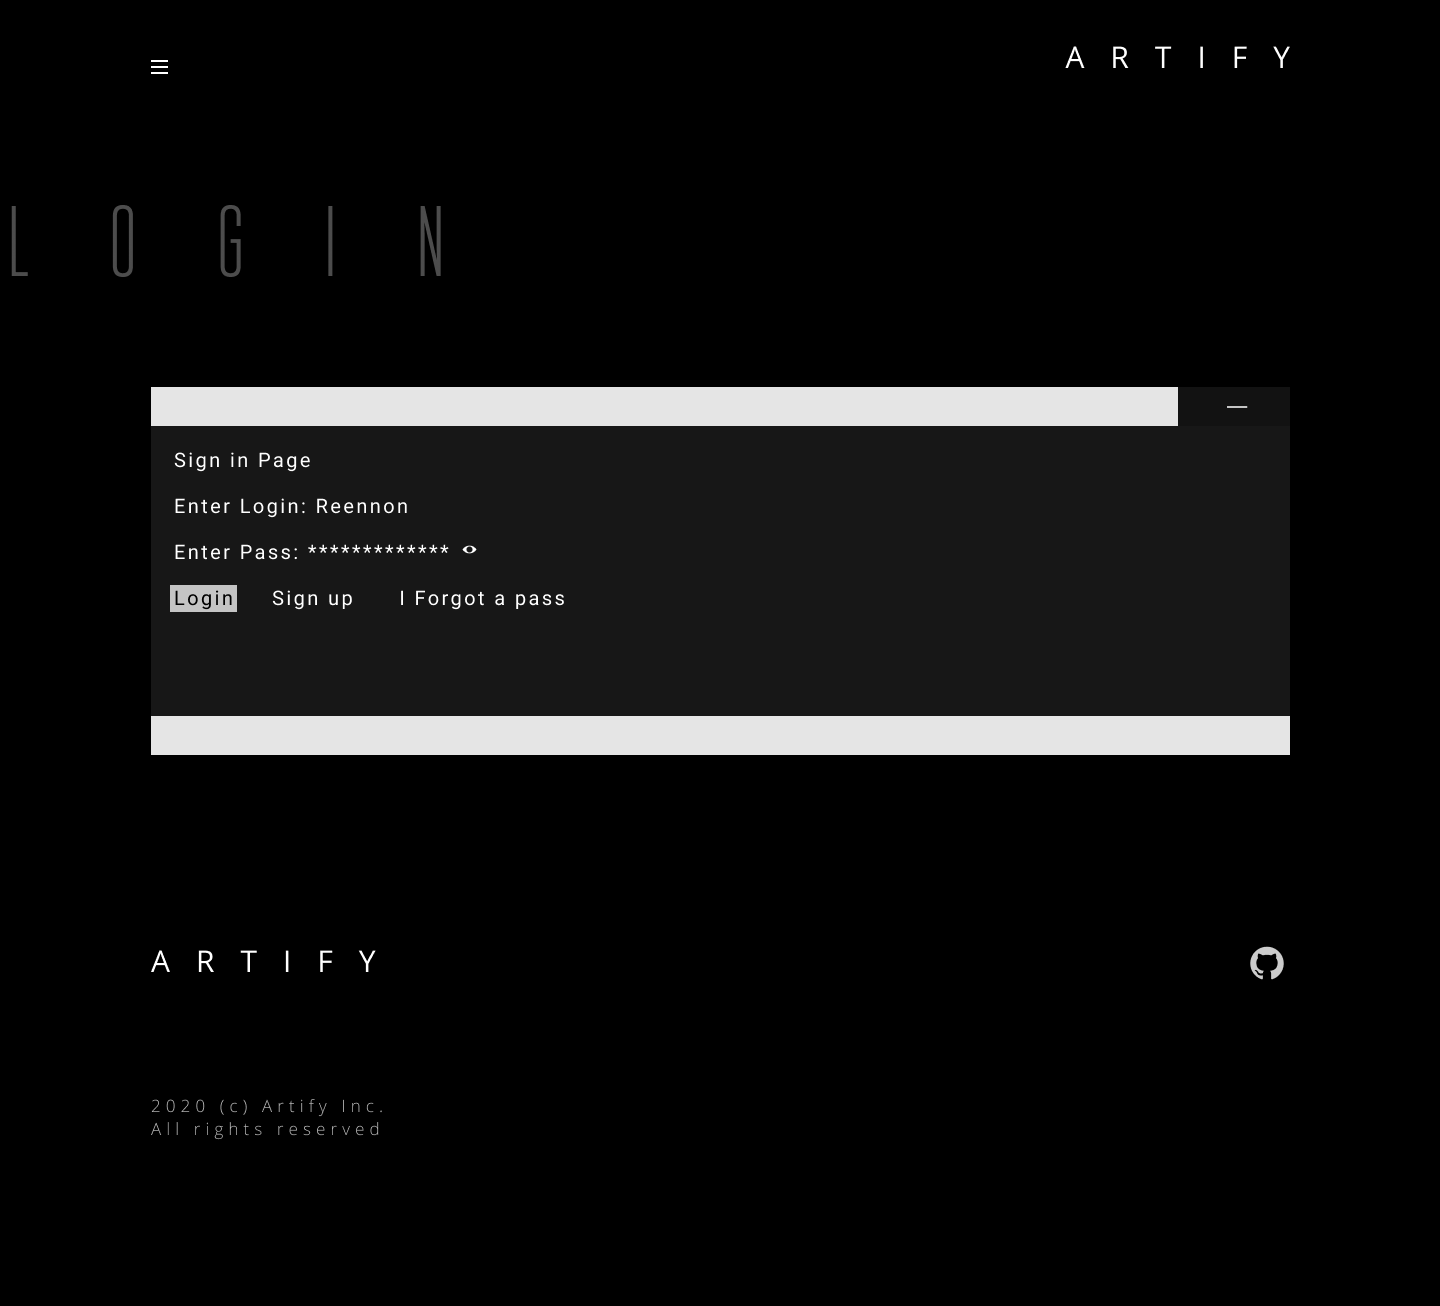 ARTIFY
LOGIN
Sign in Page
Enter Login: Reennon
Enter Pass: *************
Login Sign up I Forgot a pass
ARTIFY
2020 (c) Artify Inc.
All rights reserved